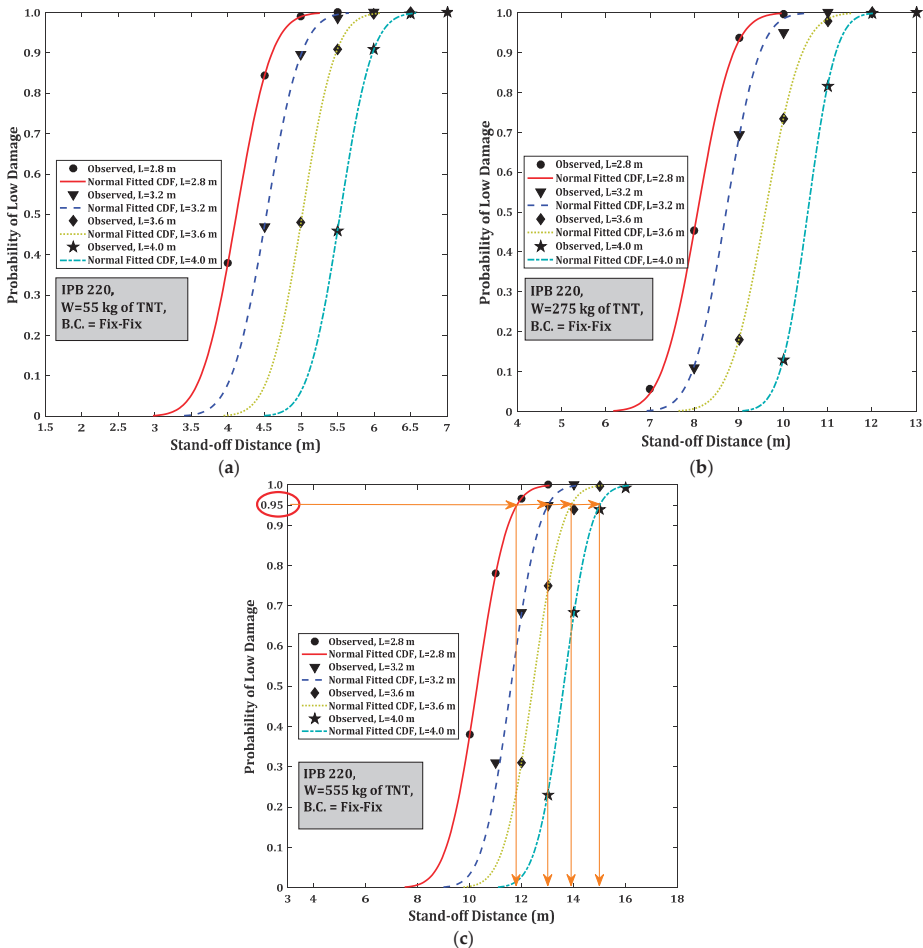 1.0
0.9
0.8
0.7
0.6
0.5
0.4
0.3
0.2
0.1
0
Probability of Low Damage
Observed, L=2.8 m
Normal Fitted CDF, L=2.8 m
Observed, L=3.2 m
Normal Fitted CDF, L=3.2 m
Observed, L=3.6 m
Normal Fitted CDF, L=3.6 m
Observed, L=4.0 m
Normal Fitted CDF, L=4.0 m
IPB 220,
W=55 kg of TNT,
B.C. = Fix-Fix
1.5 2 2.5 3 3.5 4 4.5 5 5.5 6 6.5 7
Stand-off Distance (m)
(a)
1.0
0.9
0.8
0.7
0.6
0.5
0.4
0.3
0.2
0.1
0
Probability of Low Damage
Observed, L=2.8 m
Normal Fitted CDF, L=2.8 m
Observed, L=3.2 m
Normal Fitted CDF, L=3.2 m
Observed, L=3.6 m
Normal Fitted CDF, L=3.6 m
Observed, L=4.0 m
Normal Fitted CDF, L=4.0 m
IPB 220,
W=275 kg of TNT,
B.C. = Fix-Fix
4 5 6 7 8 9 10 11 12 13
Stand-off Distance (m)
(b)
1.0
0.95
0.9
0.8
0.7
0.6
0.5
0.4
0.3
0.2
0.1
0
Probability of Low Damage
Observed, L=2.8 m
Normal Fitted CDF, L=2.8 m
Observed, L=3.2 m
Normal Fitted CDF, L=3.2 m
Observed, L=3.6 m
Normal Fitted CDF, L=3.6 m
Observed, L=4.0 m
Normal Fitted CDF, L=4.0 m
IPB 220,
W=555 kg of TNT,
B.C. = Fix-Fix
3 4 6 8 10 12 14 16 18
Stand-off Distance (m)
(c)